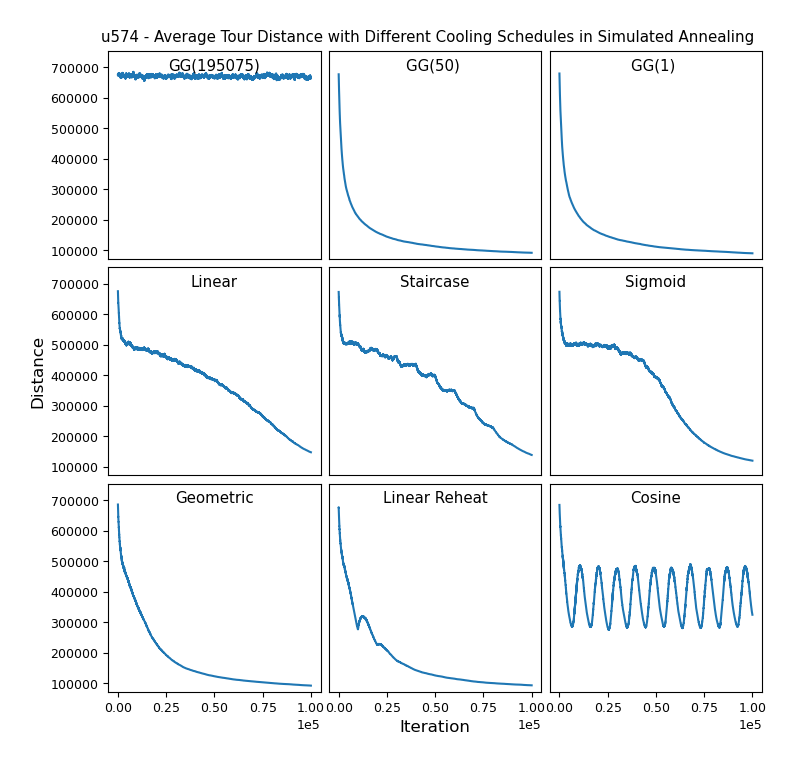 u574 - Average Tour Distance with Different Cooling Schedules in Simulated Annealing
GG(195075)
GG(50)
GG(1)
700000
600000
500000
400000
300000
200000
100000
Linear
Staircase
Sigmoid
700000
600000
500000
400000
300000
200000
100000
Distance
Geometric
Linear Reheat
Cosine
700000
600000
500000
400000
300000
200000
100000
0.00 0.25 0.50 0.75 1.00
1e5
0.00 0.25 0.50 0.75 1.00
1e5
0.00 0.25 0.50 0.75 1.00
1e5
Iteration